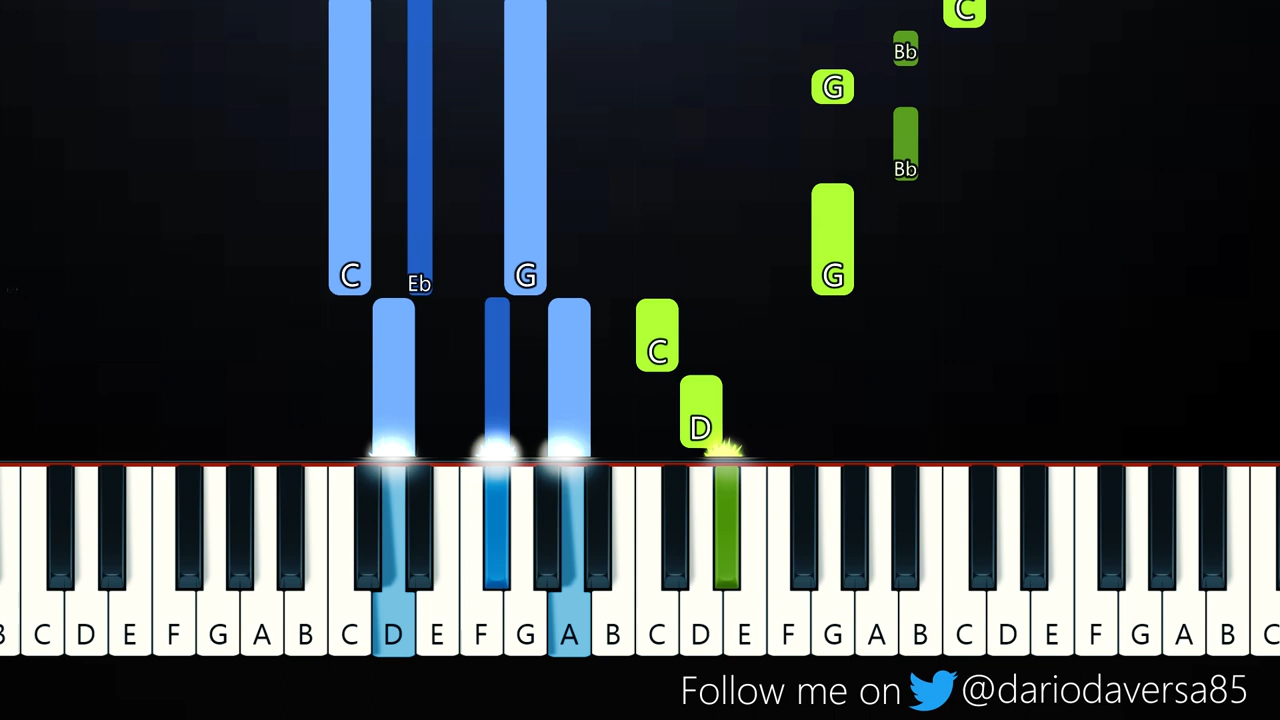 C
Bb
G
Bb
C Eb G G
C
D
B C D E F G A B C D E F G A B C D E F G A B C D E F G A B C
Follow me on @dariodaversa85